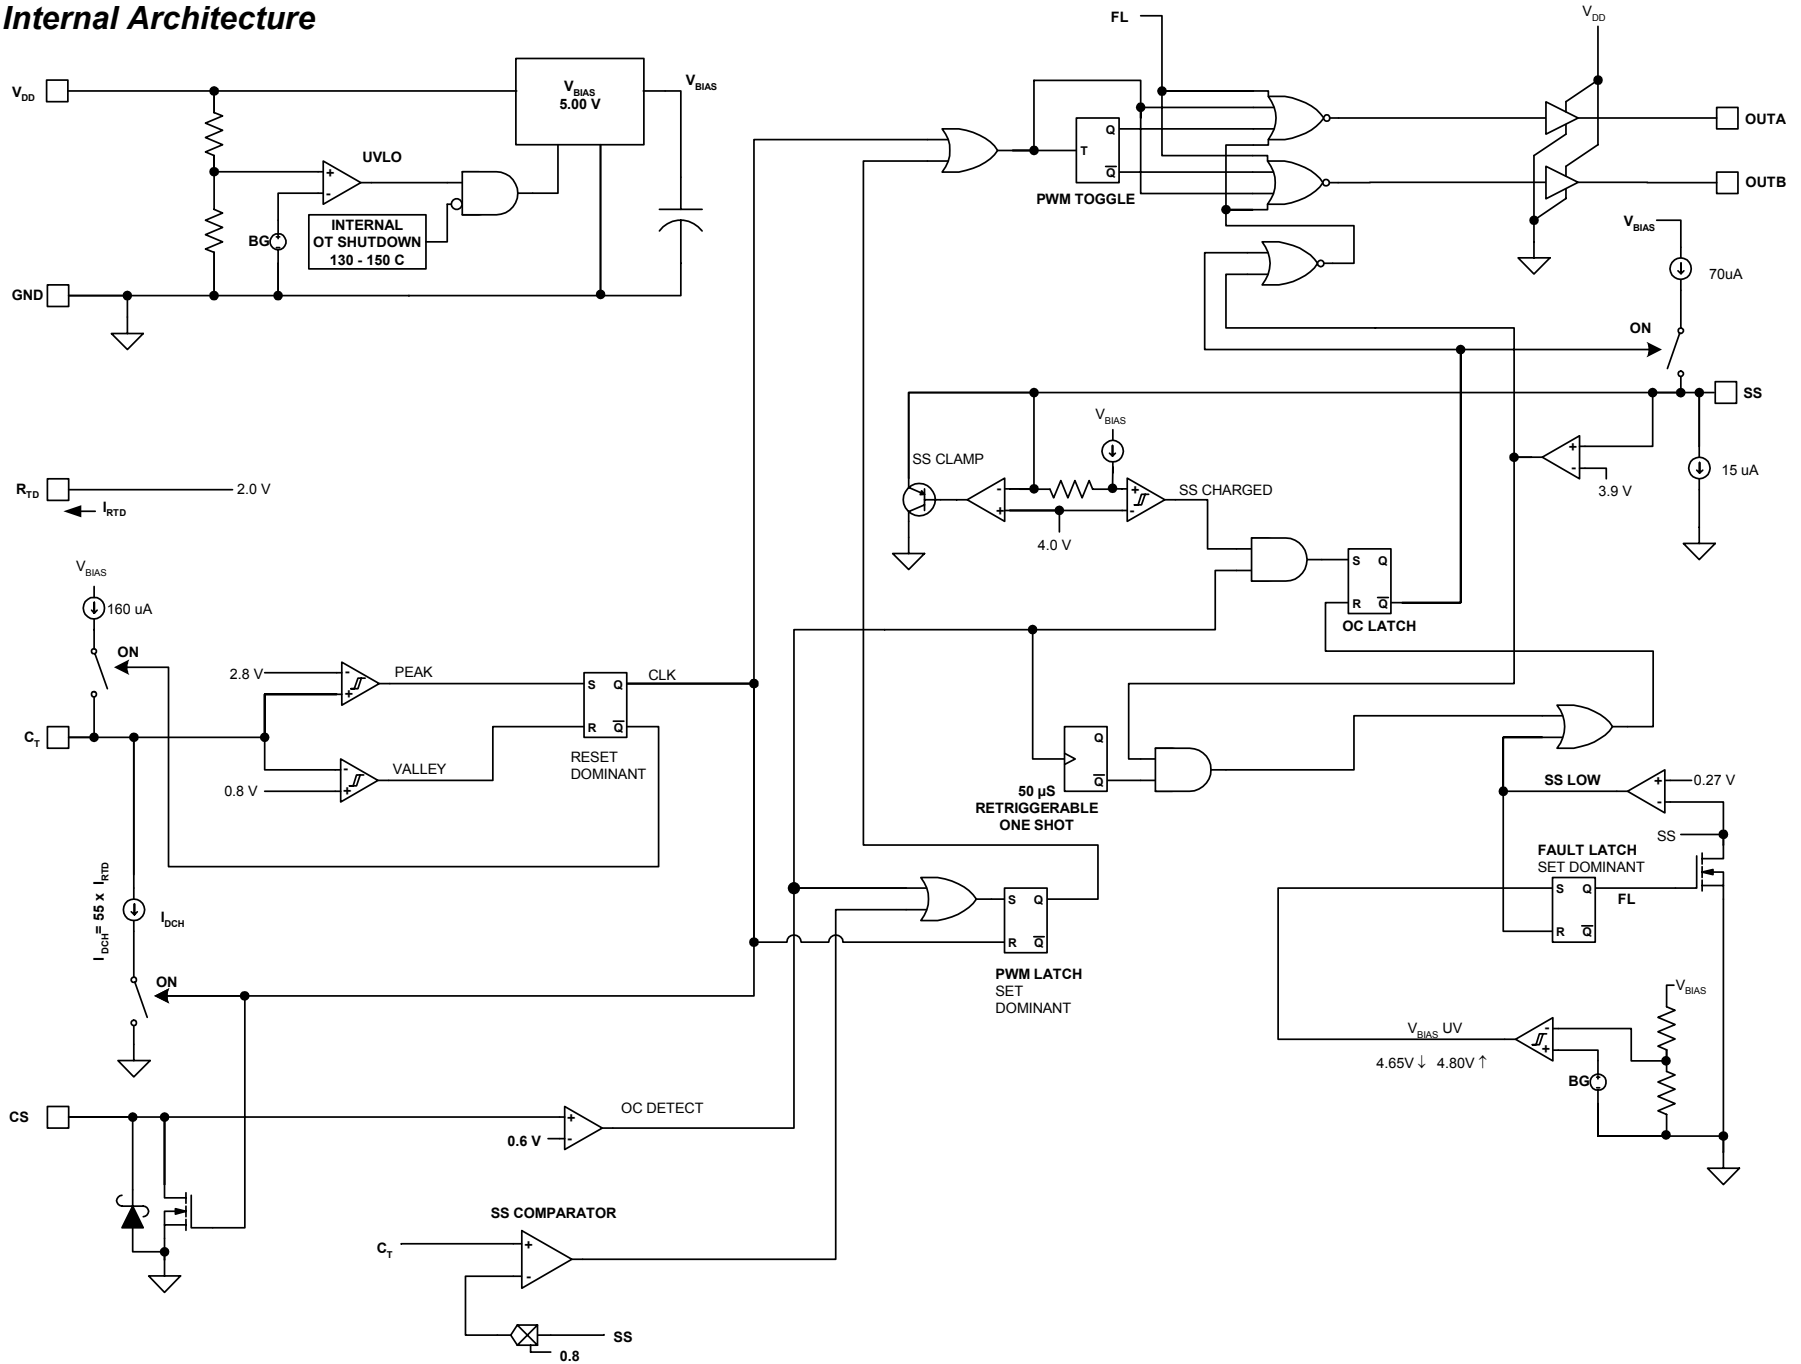 Internal Architecture
FL
VDD
VDD
VBIAS
5.00 V
VBIAS
Q
T
Q
PWM TOGGLE
OUTA
OUTB
UVLO
+
-
BG
INTERNAL
OT SHUTDOWN
130 - 150 C
GND
VBIAS
70uA
ON
SS
RTD
2.0 V
IRTD
SS CLAMP
-
+
4.0 V
VBIAS
+
-
SS CHARGED
+
-
3.9 V
15 uA
S Q
R Q
OC LATCH
VBIAS
160 uA
ON
CT
2.8 V
-
+
PEAK
0.8 V
-
+
VALLEY
S Q
R Q
CLK
RESET
DOMINANT
Q
Q
50 µS
RETRIGGERABLE
ONE SHOT
SS LOW
+
-
0.27 V
SS
FAULT LATCH
SET DOMINANT
S Q
R Q
FL
IDCH= 55 x IRTD
IDCH
ON
S Q
R Q
PWM LATCH
SET
DOMINANT
VBIAS
VBIAS UV
4.65V ↓ 4.80V ↑
-
+
BG
CS
0.6 V
+
-
OC DETECT
SS COMPARATOR
CT
+
-
SS
0.8